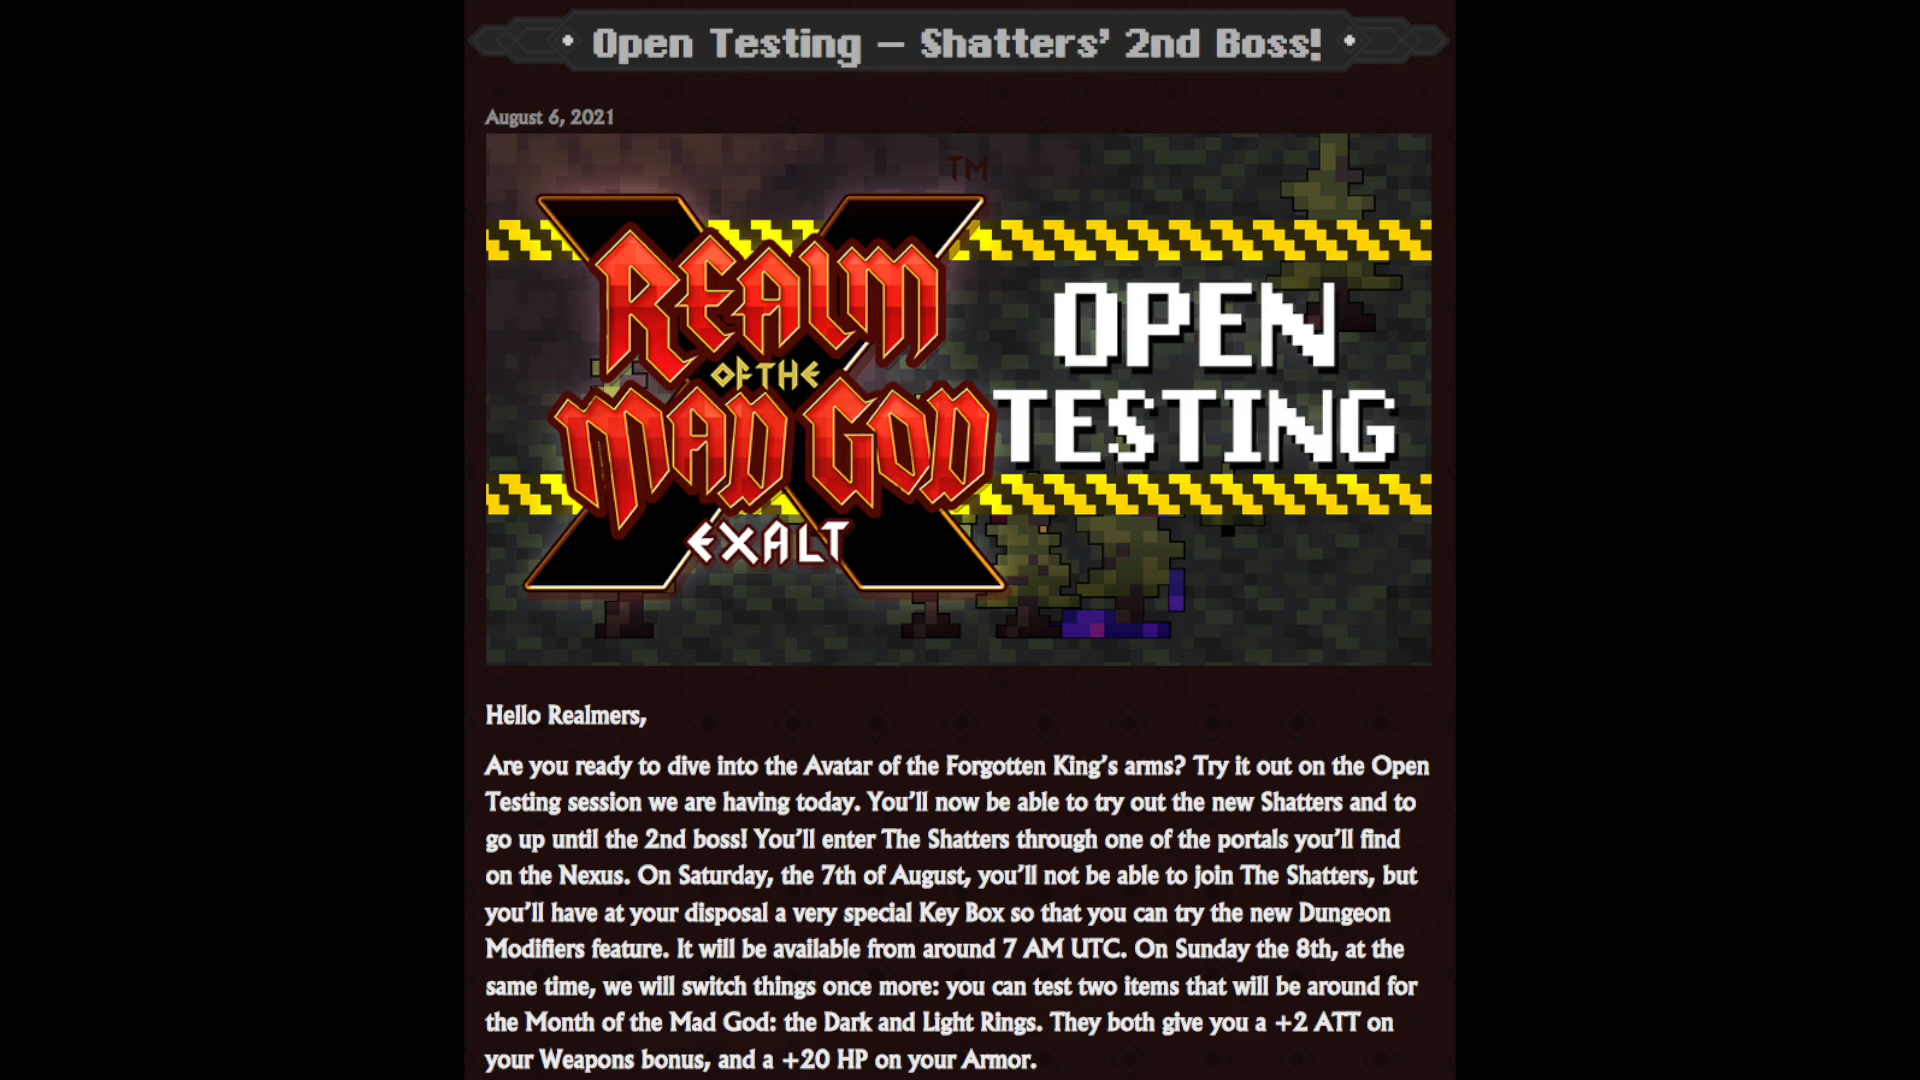 Open Testing – Shatters’ 2nd Boss!
August 6, 2021
TM
REALM
OF THE
MAD GOD
EXALT
OPEN
TESTING
Hello Realmers,
Are you ready to dive into the Avatar of the Forgotten King’s arms? Try it out on the Open
Testing session we are having today. You’ll now be able to try out the new Shatters and to
go up until the 2nd boss! You’ll enter The Shatters through one of the portals you’ll find
on the Nexus. On Saturday, the 7th of August, you’ll not be able to join The Shatters, but
you’ll have at your disposal a very special Key Box so that you can try the new Dungeon
Modifiers feature. It will be available from around 7 AM UTC. On Sunday the 8th, at the
same time, we will switch things once more: you can test two items that will be around for
the Month of the Mad God: the Dark and Light Rings. They both give you a +2 ATT on
your Weapons bonus, and a +20 HP on your Armor.